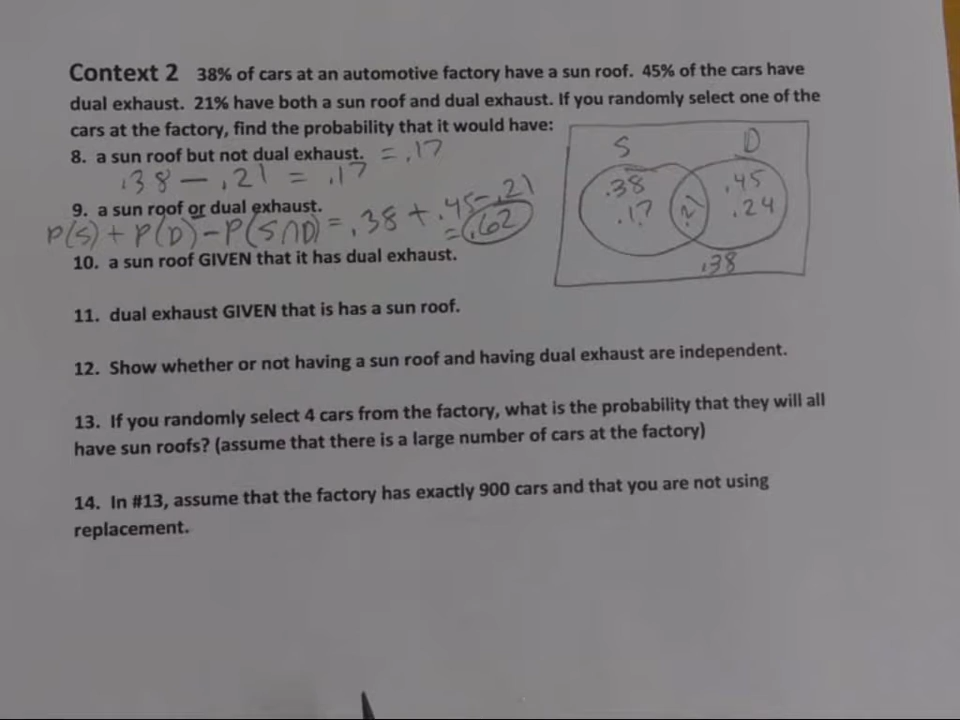 Context 2 38% of cars at an automotive factory have a sun roof. 45% of the cars have
dual exhaust. 21% have both a sun roof and dual exhaust. If you randomly select one of the
cars at the factory, find the probability that it would have:
8. a sun roof but not dual exhaust. = .17
.38 - .21 = .17
9. a sun roof or dual exhaust.
P(S) + P(D) - P(S∩D) = .38 + .45 - .21
= .62
S D
.38 .45
.17 .21 .24
.38
10. a sun roof GIVEN that it has dual exhaust.
11. dual exhaust GIVEN that is has a sun roof.
12. Show whether or not having a sun roof and having dual exhaust are independent.
13. If you randomly select 4 cars from the factory, what is the probability that they will all
have sun roofs? (assume that there is a large number of cars at the factory)
14. In #13, assume that the factory has exactly 900 cars and that you are not using
replacement.